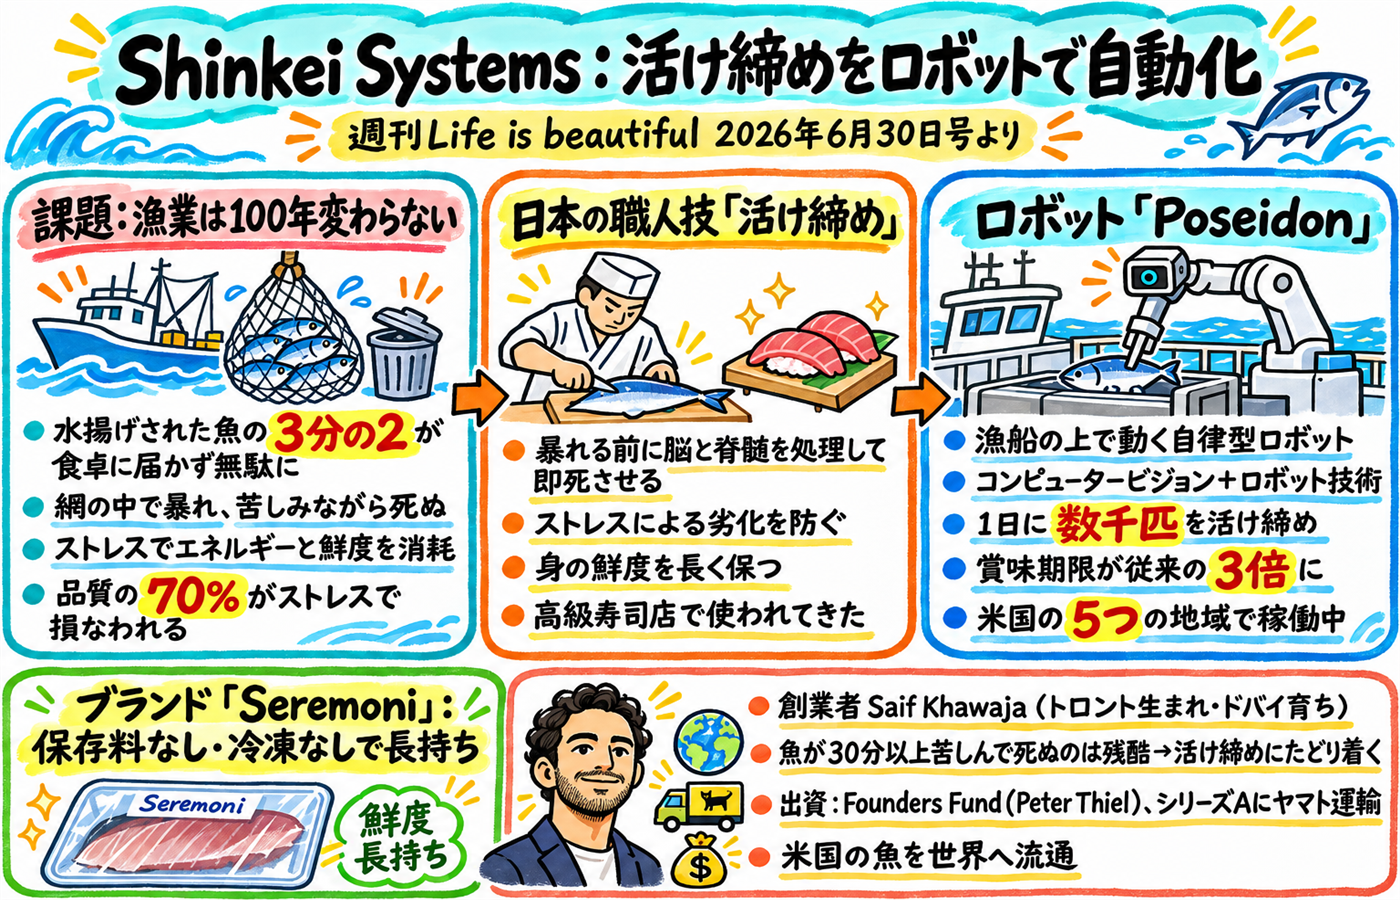 Shinkei Systems：活け締めをロボットで自動化
週刊 Life is beautiful 2026年6月30日号より
課題：漁業は100年変わらない
水揚げされた魚の3分の2が
食卓に届かず無駄に
網の中で暴れ、苦しみながら死ぬ
ストレスでエネルギーと鮮度を消耗
品質の70%がストレスで
損なわれる
日本の職人技「活け締め」
暴れる前に脳と脊髄を処理して
即死させる
ストレスによる劣化を防ぐ
身の鮮度を長く保つ
高級寿司店で使われてきた
ロボット「Poseidon」
漁船の上で動く自律型ロボット
コンピュータービジョン＋ロボット技術
1日に数千匹を活け締め
賞味期限が従来の3倍に
米国の5つの地域で稼働中
ブランド「Seremoni」：
保存料なし・冷凍なしで長持ち
Seremoni
鮮度
長持ち
創業者 Saif Khawaja（トロント生まれ・ドバイ育ち）
魚が30分以上苦しんで死ぬのは残酷→活け締めにたどり着く
出資：Founders Fund (Peter Thiel)、シリーズAにヤマト運輸
$
米国の魚を世界へ流通